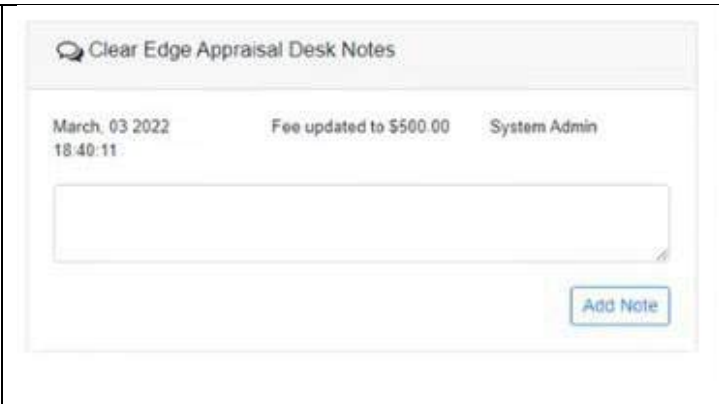 Clear Edge Appraisal Desk Notes
March, 03 2022 Fee updated to $500.00 System Admin
18:40:11
Add Note